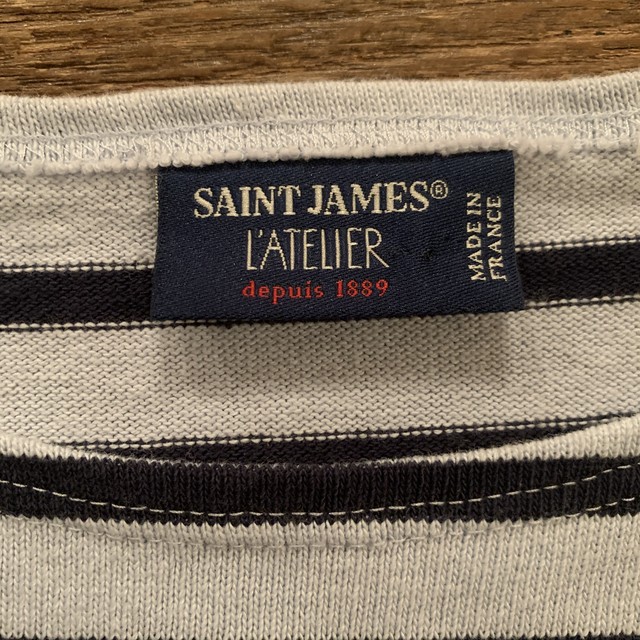 SAINT JAMES®
L'ATELIER
depuis 1889
MADE IN
FRANCE